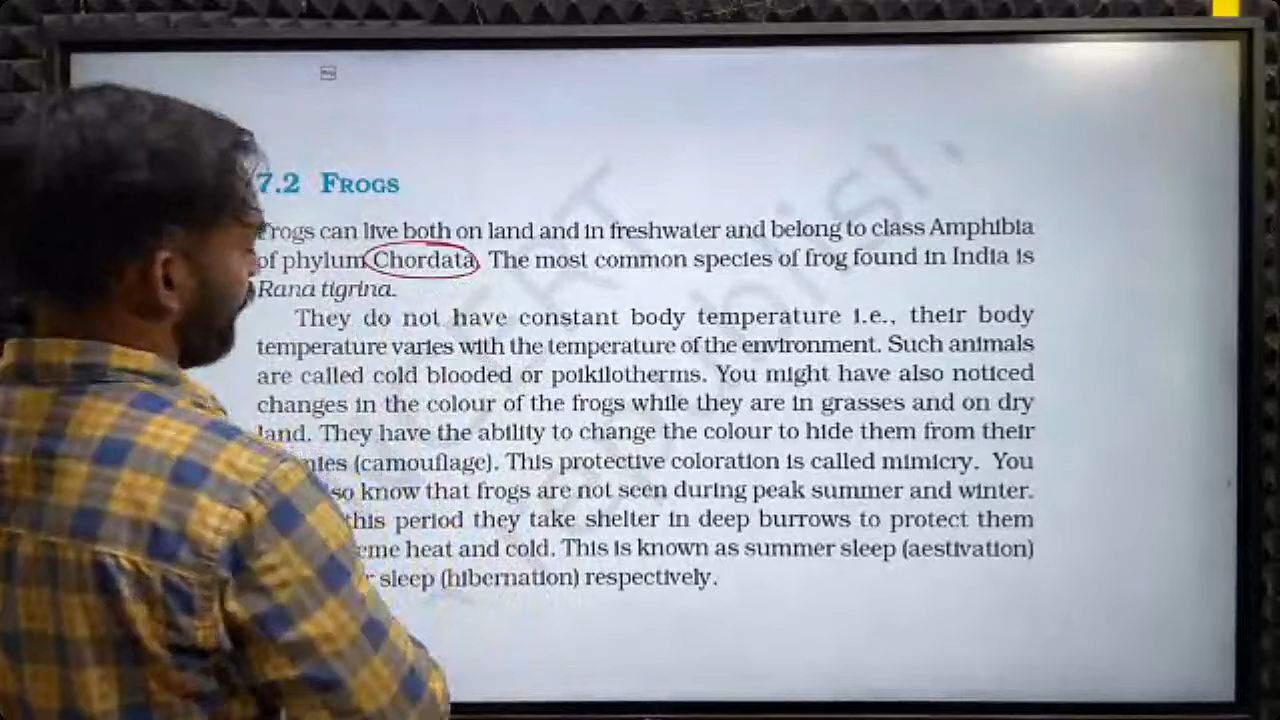 7.2 FROGS
Frogs can live both on land and in freshwater and belong to class Amphibia
of phylum Chordata. The most common species of frog found in India is
Rana tigrina.
They do not have constant body temperature i.e., their body
temperature varies with the temperature of the environment. Such animals
are called cold blooded or poikilotherms. You might have also noticed
changes in the colour of the frogs while they are in grasses and on dry
land. They have the ability to change the colour to hide them from their
(camouflage). This protective coloration is called mimicry. You
so know that frogs are not seen during peak summer and winter.
this period they take shelter in deep burrows to protect them
eme heat and cold. This is known as summer sleep (aestivation)
sleep (hibernation) respectively.